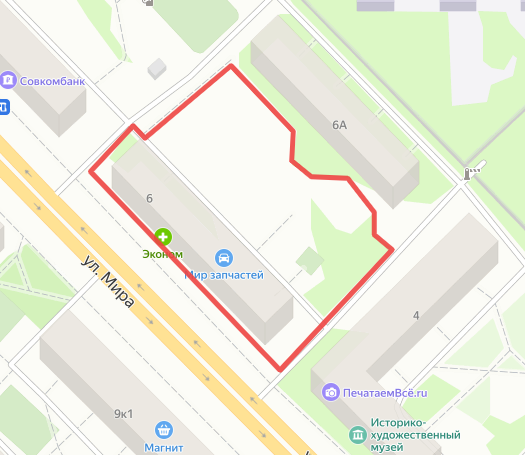 Совкомбанк
6А
6
Эконом
Мир запчастей
ул. Мира
4
ПечатаемВсё.ru
9к1
Магнит
Историко-
художественный
музей